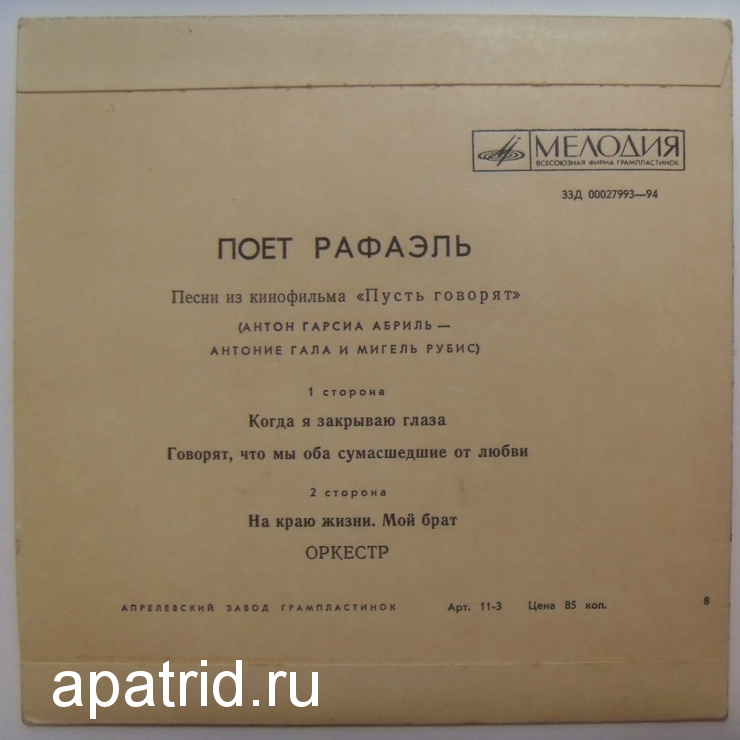 МЕЛОДИЯ
ВСЕСОЮЗНАЯ ФИРМА ГРАМПЛАСТИНОК
33Д 00027993—94
ПОЕТ РАФАЭЛЬ
Песни из кинофильма «Пусть говорят»
(АНТОН ГАРСИА АБРИЛЬ —
АНТОНИЕ ГАЛА И МИГЕЛЬ РУБИС)
1 сторона
Когда я закрываю глаза
Говорят, что мы оба сумасшедшие от любви
2 сторона
На краю жизни. Мой брат
ОРКЕСТР
АПРЕЛЕВСКИЙ ЗАВОД ГРАМПЛАСТИНОК Арт. 11-3 Цена 85 коп. 8
apatrid.ru